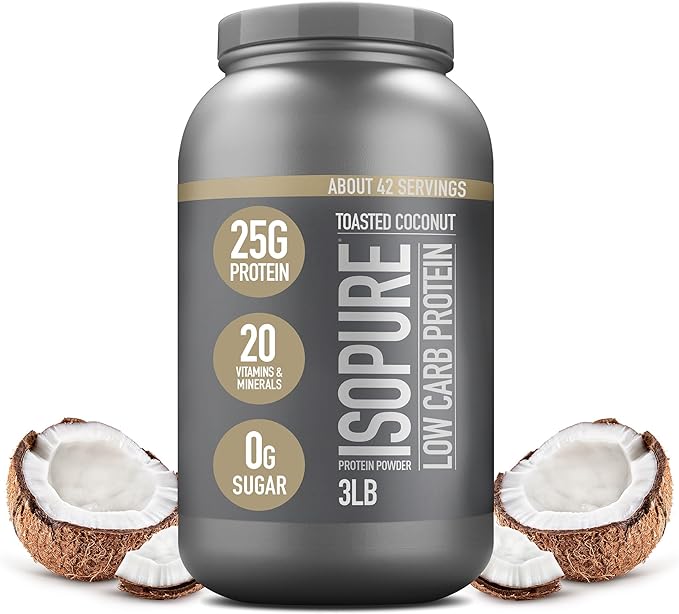 ABOUT 42 SERVINGS
TOASTED COCONUT
25G
PROTEIN
20
VITAMINS &
MINERALS
0G
SUGAR
ISOPURE®
LOW CARB PROTEIN
PROTEIN POWDER
3LB